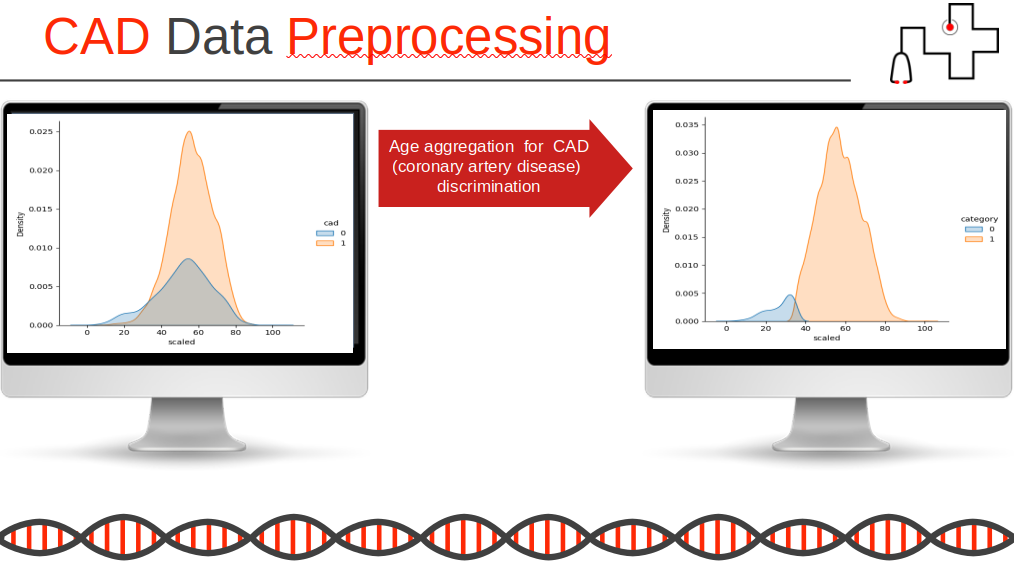 CAD Data Preprocessing
Age aggregation for CAD
(coronary artery disease)
discrimination
0.025
0.020
0.015
0.010
0.005
0.000
Density
0 20 40 60 80 100
scaled
cad
0
1
0.035
0.030
0.025
0.020
0.015
0.010
0.005
0.000
Density
0 20 40 60 80 100
scaled
category
0
1